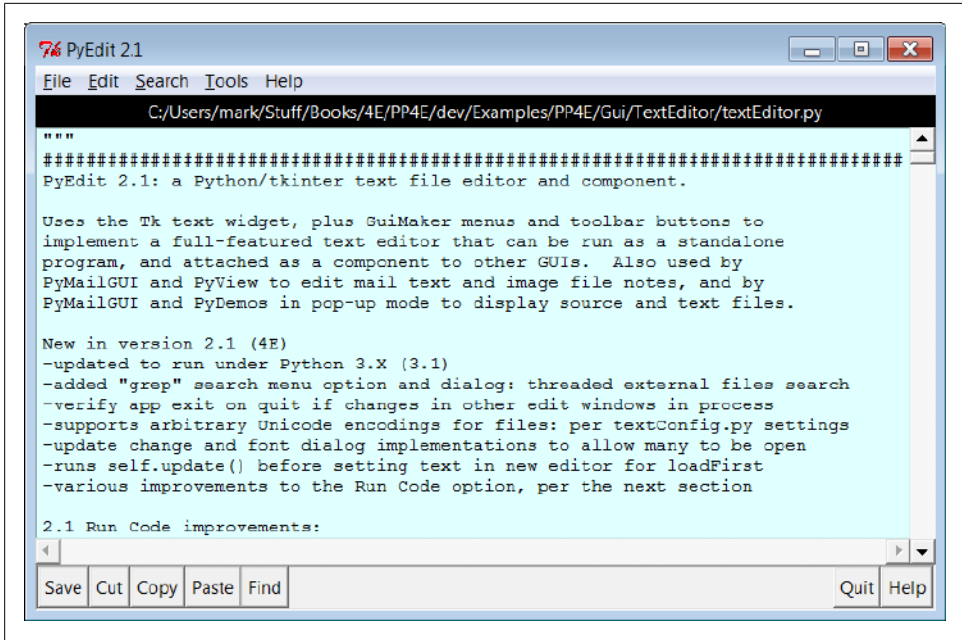 PyEdit 2.1
File Edit Search Tools Help
C:/Users/mark/Stuff/Books/4E/PP4E/dev/Examples/PP4E/Gui/TextEditor/textEditor.py
"""
################################################################################
PyEdit 2.1: a Python/tkinter text file editor and component.
Uses the Tk text widget, plus GuiMaker menus and toolbar buttons to
implement a full-featured text editor that can be run as a standalone
program, and attached as a component to other GUIs.  Also used by
PyMailGUI and PyView to edit mail text and image file notes, and by
PyMailGUI and PyDemos in pop-up mode to display source and text files.
New in version 2.1 (4E)
-updated to run under Python 3.X (3.1)
-added "grep" search menu option and dialog: threaded external files search
-verify app exit on quit if changes in other edit windows in process
-supports arbitrary Unicode encodings for files: per textConfig.py settings
-update change and font dialog implementations to allow many to be open
-runs self.update() before setting text in new editor for loadFirst
-various improvements to the Run Code option, per the next section
2.1 Run Code improvements:
Save Cut Copy Paste Find Quit Help